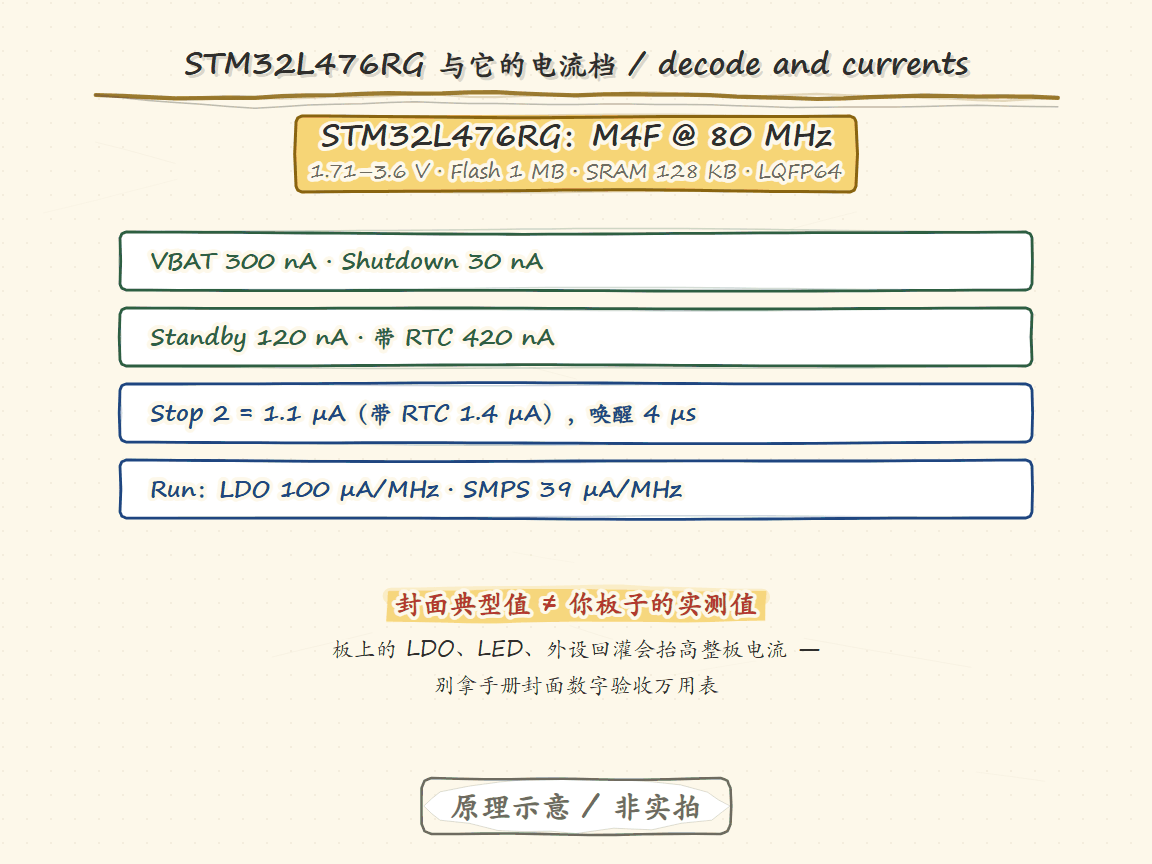 STM32L476RG 与它的电流档 / decode and currents
STM32L476RG：M4F @ 80 MHz
1.71–3.6 V · Flash 1 MB · SRAM 128 KB · LQFP64
VBAT 300 nA · Shutdown 30 nA
Standby 120 nA · 带 RTC 420 nA
Stop 2 = 1.1 μA（带 RTC 1.4 μA），唤醒 4 μs
Run：LDO 100 μA/MHz · SMPS 39 μA/MHz
封面典型值 ≠ 你板子的实测值
板上的 LDO、LED、外设回灌会抬高整板电流 —
别拿手册封面数字验收万用表
原理示意 / 非实拍